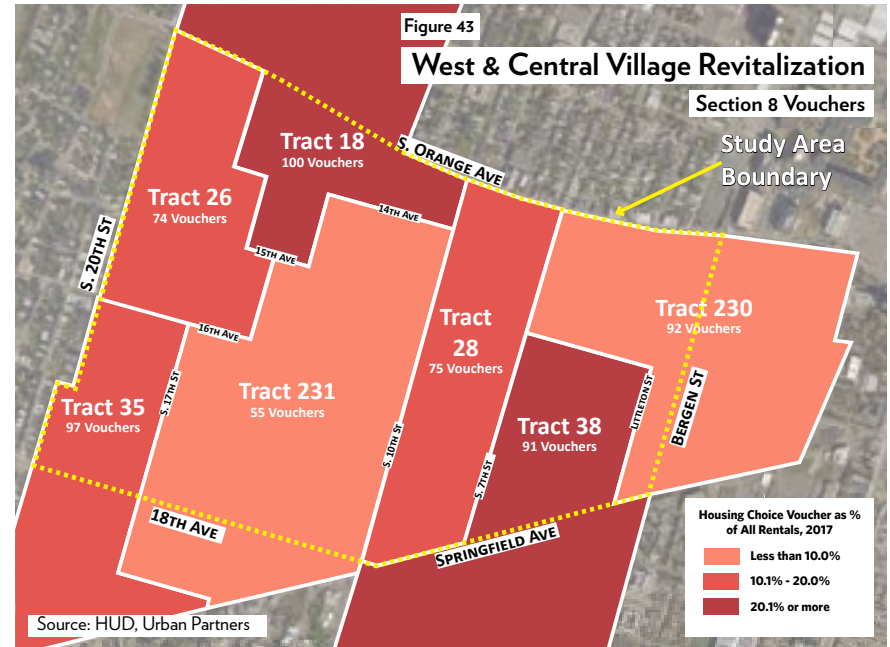 Figure 43
West & Central Village Revitalization
Section 8 Vouchers
Study Area
Boundary
S. Orange Ave
Tract 18
100 Vouchers
Tract 26
74 Vouchers
14th Ave
15th Ave
S. 20th St
16th Ave
Tract 230
92 Vouchers
Tract
28
75 Vouchers
Tract 231
55 Vouchers
Tract 35
97 Vouchers
S. 17th St
Littleton St
Bergen St
Tract 38
91 Vouchers
S. 10th St
S. 7th St
18th Ave
Springfield Ave
Housing Choice Voucher as %
of All Rentals, 2017
Less than 10.0%
10.1% - 20.0%
20.1% or more
Source: HUD, Urban Partners